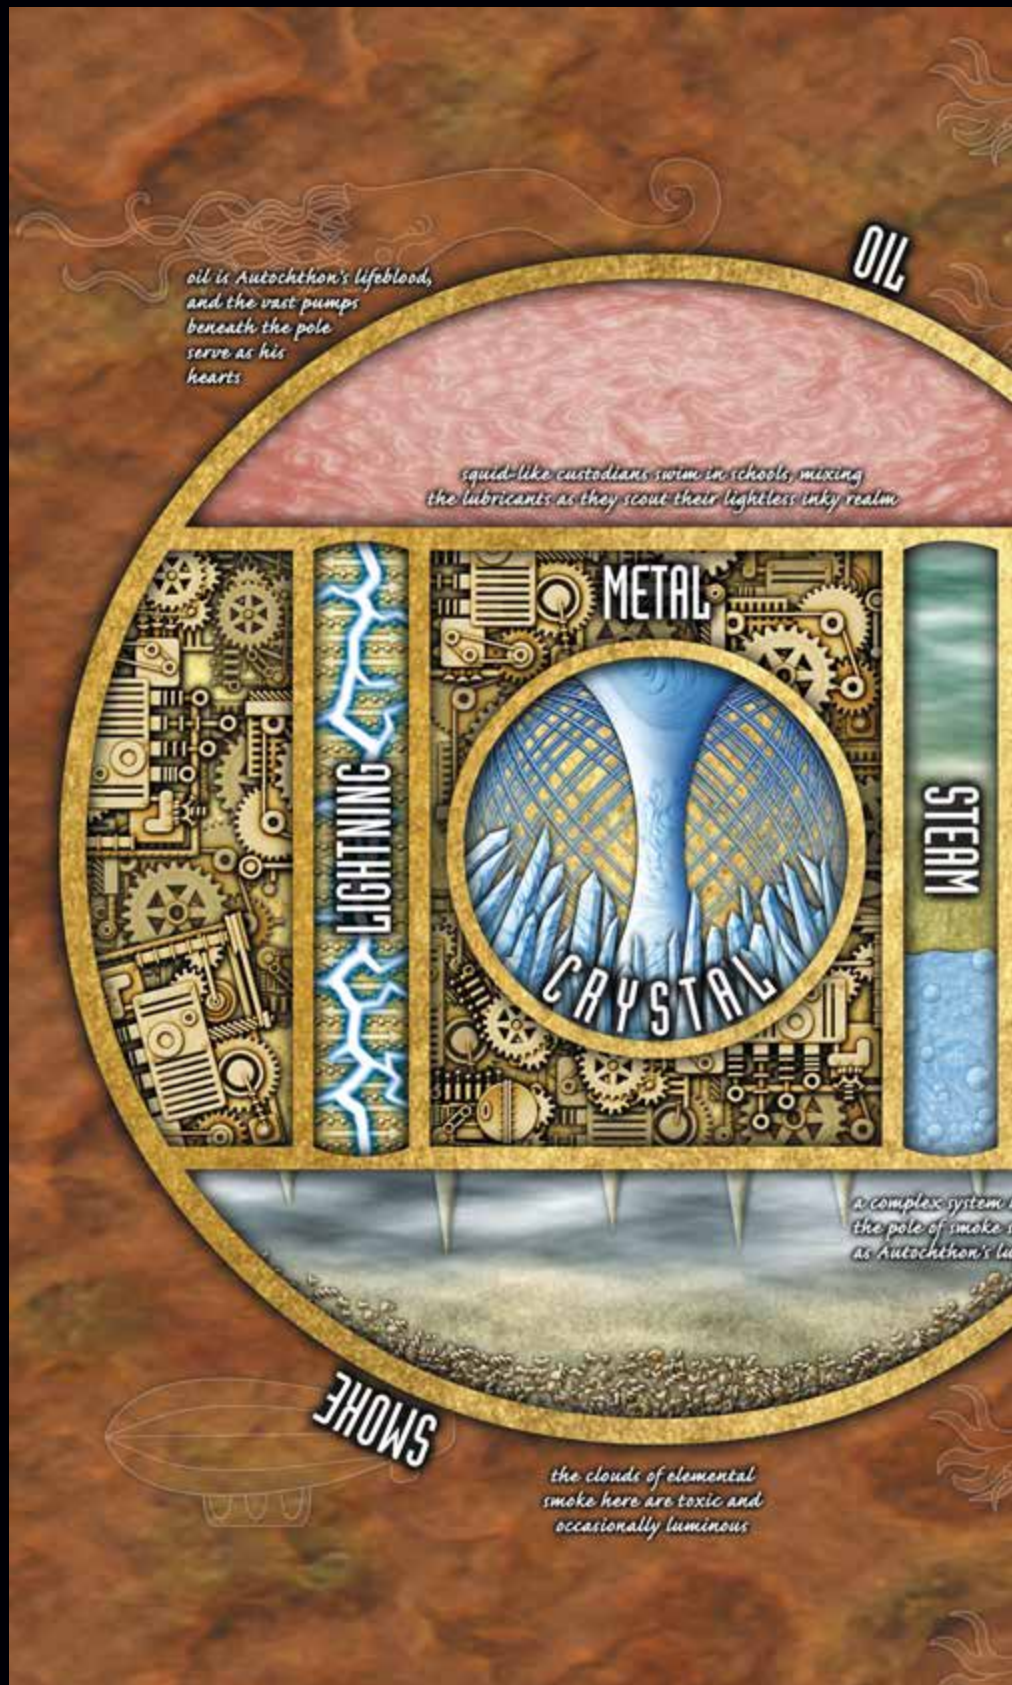 OIL
oil is Autochthon's lifeblood,
and the vast pumps
beneath the pole
serve as his
hearts
squid-like custodians swim in schools, mixing
the lubricants as they scout their lightless inky realm
METAL
LIGHTNING
STEAM
CRYSTAL
a complex system
the pole of smoke
as Autochthon's
SMOKE
the clouds of elemental
smoke here are toxic and
occasionally luminous